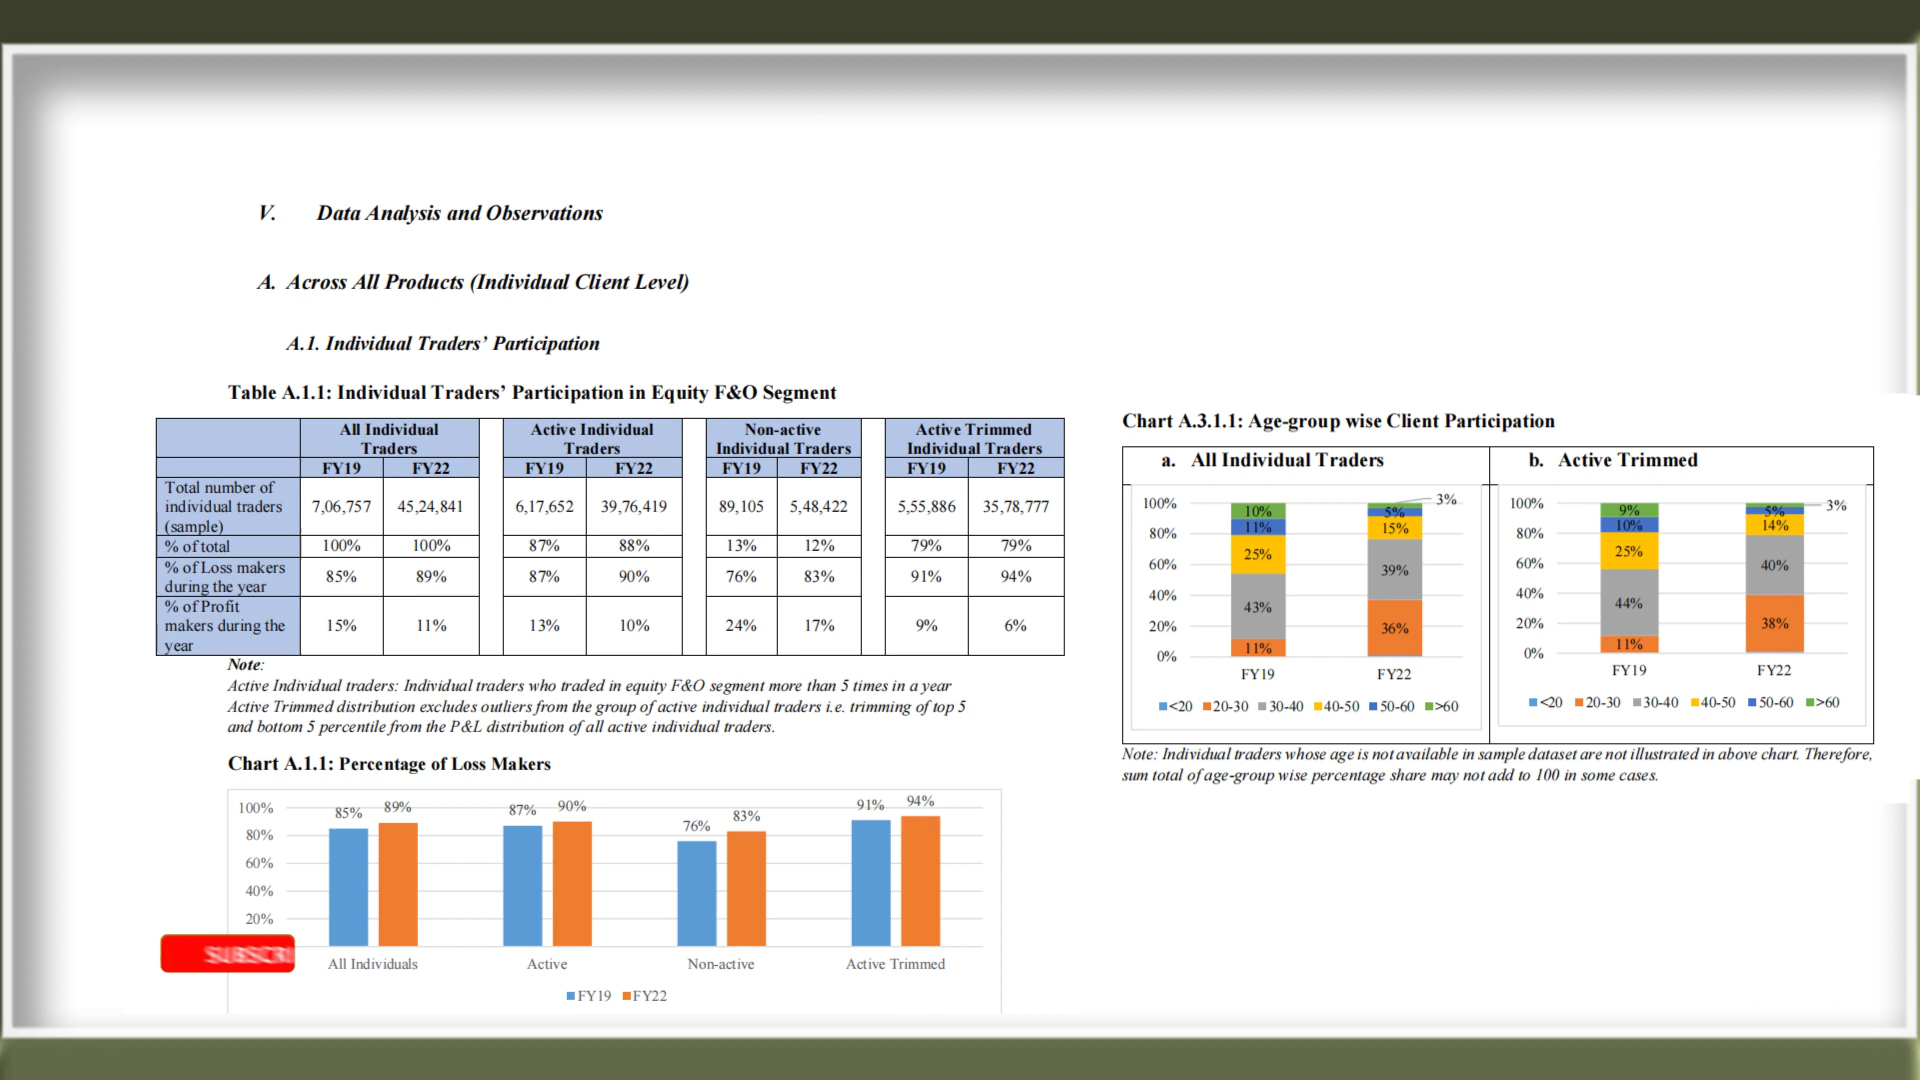 V. Data Analysis and Observations
A. Across All Products (Individual Client Level)
A.1. Individual Traders’ Participation
Table A.1.1: Individual Traders’ Participation in Equity F&O Segment
All Individual Traders Active Individual Traders Non-active Individual Traders Active Trimmed Individual Traders
FY19 FY22 FY19 FY22 FY19 FY22 FY19 FY22
Total number of individual traders (sample) 7,06,757 45,24,841 6,17,652 39,76,419 89,105 5,48,422 5,55,886 35,78,777
% of total 100% 100% 87% 88% 13% 12% 79% 79%
% of Loss makers during the year 85% 89% 87% 90% 76% 83% 91% 94%
% of Profit makers during the year 15% 11% 13% 10% 24% 17% 9% 6%
Note:
Active Individual traders: Individual traders who traded in equity F&O segment more than 5 times in a year
Active Trimmed distribution excludes outliers from the group of active individual traders i.e. trimming of top 5
and bottom 5 percentile from the P&L distribution of all active individual traders.
Chart A.1.1: Percentage of Loss Makers
100%
80%
60%
40%
20%
85% 89% 87% 90% 76% 83% 91% 94%
All Individuals Active Non-active Active Trimmed
FY19 FY22
SUBSCRI
Chart A.3.1.1: Age-group wise Client Participation
a. All Individual Traders
100%
80%
60%
40%
20%
0%
10%
11%
25%
43%
11%
3%
5%
15%
39%
36%
FY19 FY22
<20 20-30 30-40 40-50 50-60 >60
b. Active Trimmed
100%
80%
60%
40%
20%
0%
9%
10%
25%
44%
11%
3%
5%
14%
40%
38%
FY19 FY22
<20 20-30 30-40 40-50 50-60 >60
Note: Individual traders whose age is not available in sample dataset are not illustrated in above chart. Therefore,
sum total of age-group wise percentage share may not add to 100 in some cases.